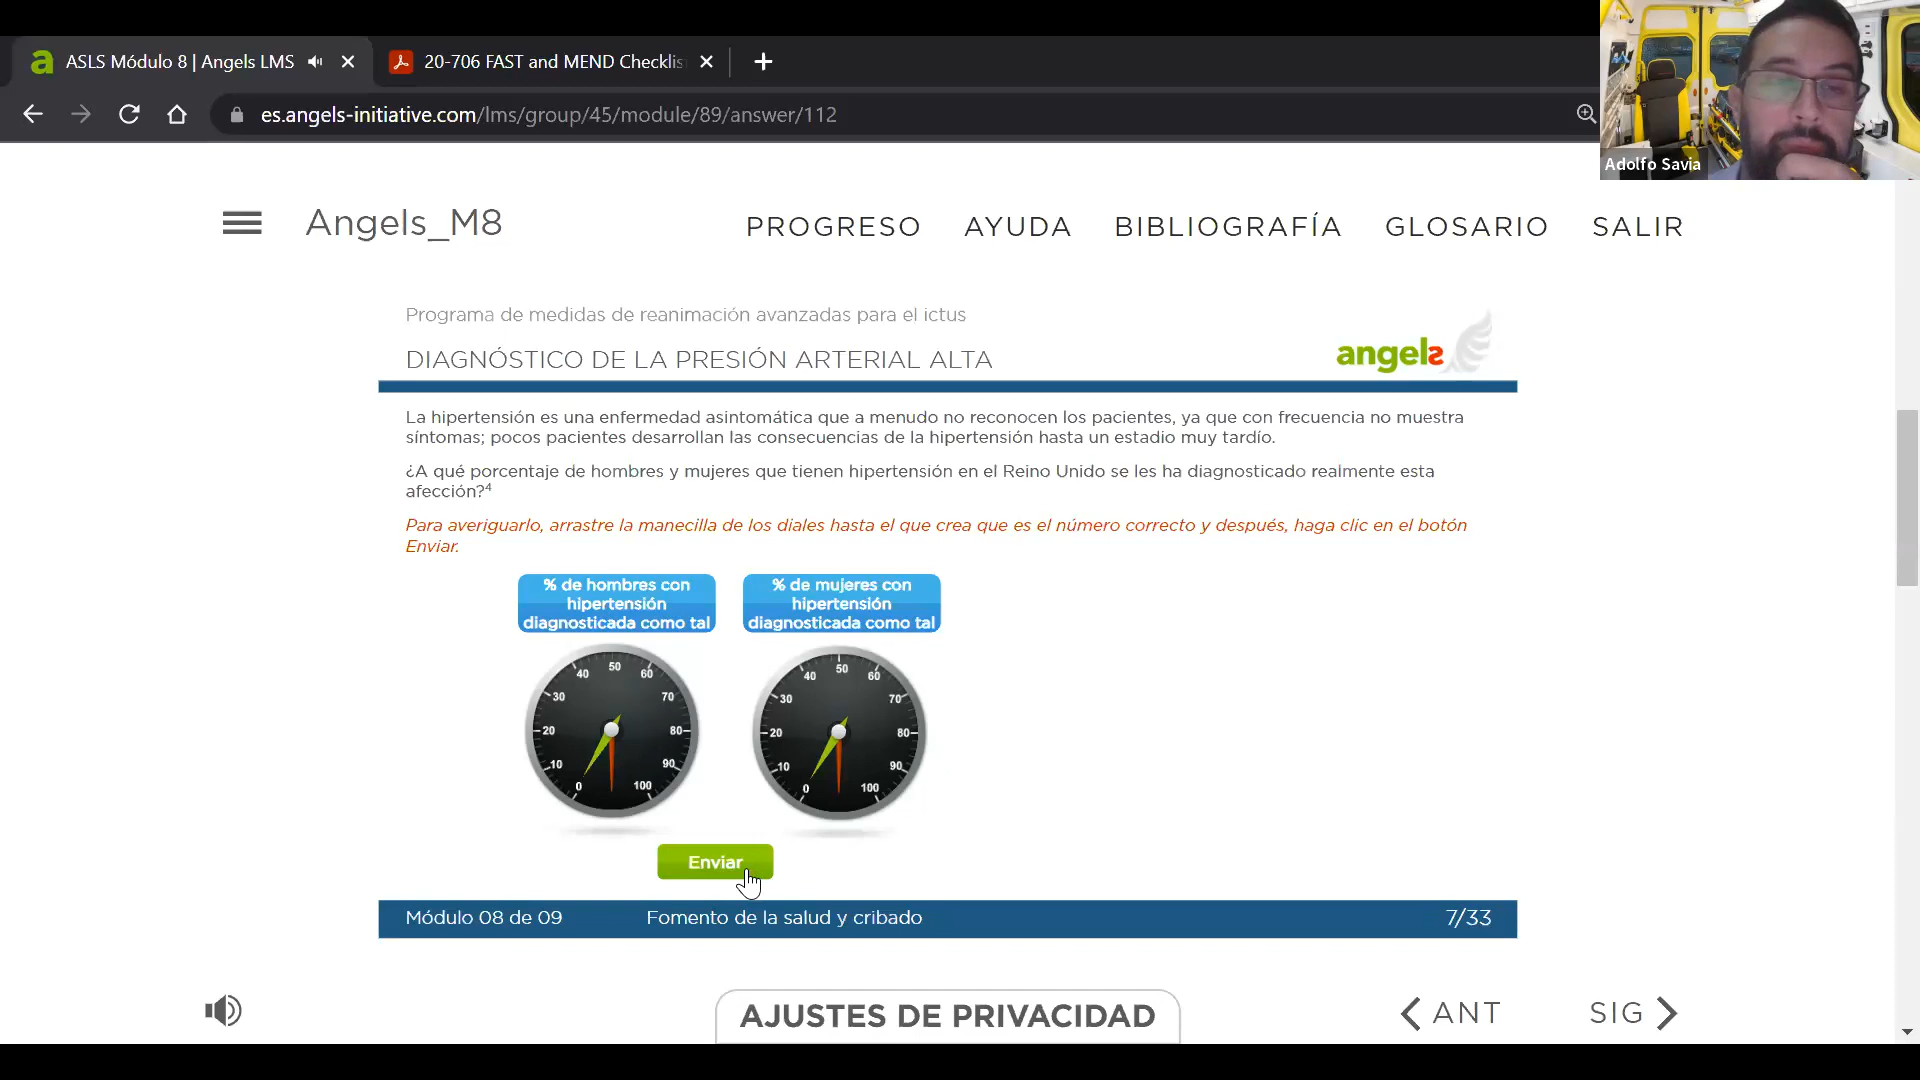 ASLS Módulo 8 | Angels LMS
20-706 FAST and MEND Checklis
es.angels-initiative.com/lms/group/45/module/89/answer/112
Adolfo Savia
Angels_M8
PROGRESO AYUDA BIBLIOGRAFÍA GLOSARIO SALIR
Programa de medidas de reanimación avanzadas para el ictus
DIAGNÓSTICO DE LA PRESIÓN ARTERIAL ALTA
angels
La hipertensión es una enfermedad asintomática que a menudo no reconocen los pacientes, ya que con frecuencia no muestra
síntomas; pocos pacientes desarrollan las consecuencias de la hipertensión hasta un estadio muy tardío.
¿A qué porcentaje de hombres y mujeres que tienen hipertensión en el Reino Unido se les ha diagnosticado realmente esta
afección?⁴
Para averiguarlo, arrastre la manecilla de los diales hasta el que crea que es el número correcto y después, haga clic en el botón
Enviar.
% de hombres con
hipertensión
diagnosticada como tal
% de mujeres con
hipertensión
diagnosticada como tal
0 10 20 30 40 50 60 70 80 90 100
0 10 20 30 40 50 60 70 80 90 100
Enviar
Módulo 08 de 09 Fomento de la salud y cribado 7/33
AJUSTES DE PRIVACIDAD
ANT SIG